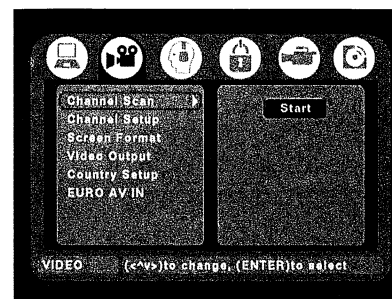 Channel Scan
Start
Channel Setup
Screen Format
Video Output
Country Setup
EURO AV IN
VIDEO (<^v>)to change, (ENTER)to select